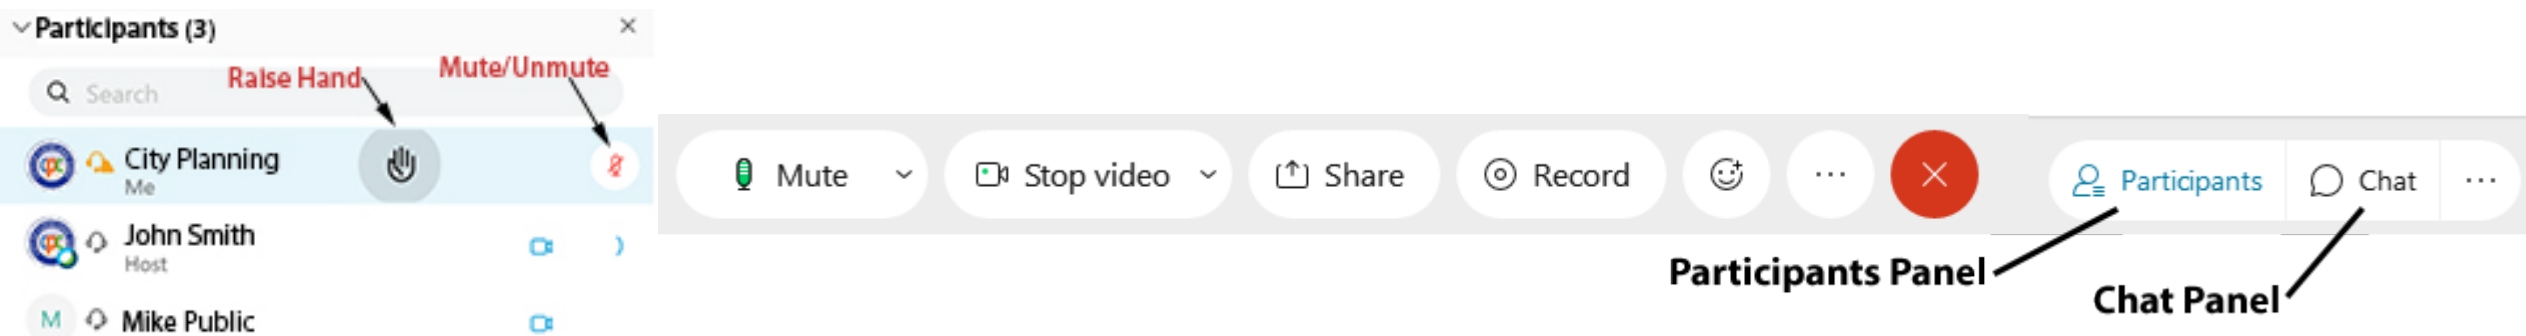 Participants (3)
Raise Hand
Mute/Unmute
Search
City Planning
Me
John Smith
Host
M Mike Public
Mute
Stop video
Share
Record
Participants
Chat
Participants Panel
Chat Panel